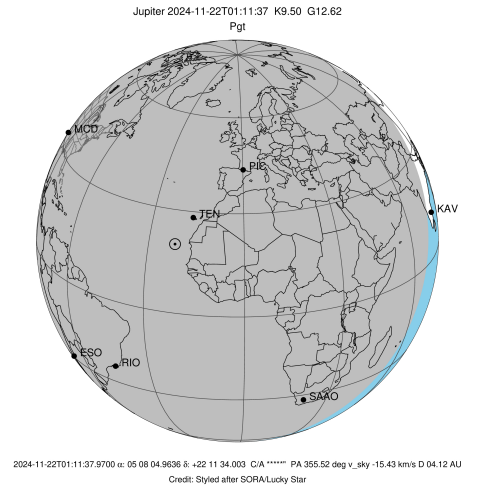 Jupiter 2024-11-22T01:11:37 K9.50 G12.62
Pgt
MCD
PIC
KAV
TEN
ESO
RIO
SAAO
2024-11-22T01:11:37.9700 α: 05 08 04.9636 δ: +22 11 34.003 C/A *****" PA 355.52 deg v_sky -15.43 km/s D 04.12 AU
Credit: Styled after SORA/Lucky Star